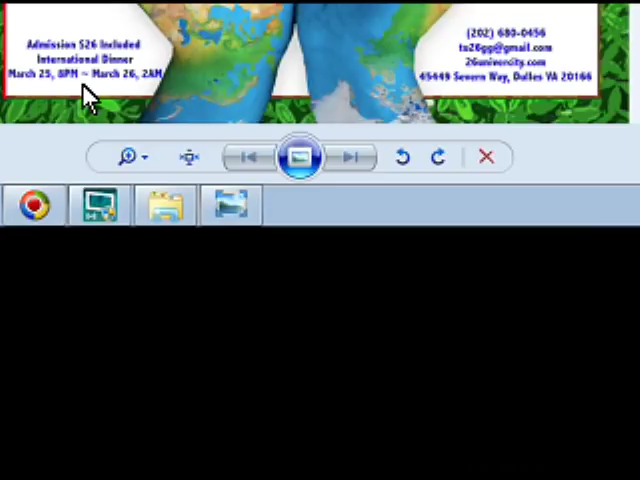 Admission $26 Included
International Dinner
March 25, 8PM ~ March 26, 2AM
(202) 680-0456
tu26gg@gmail.com
26univercity.com
45449 Severn Way, Dulles VA 20166